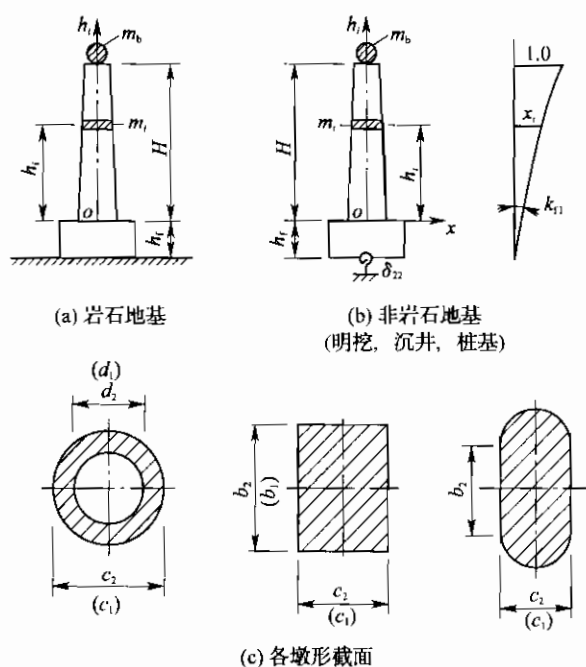 h_i
m_b
m_i
H
h_i
o
h_f
(a) 岩石地基
h_i
m_b
H
m_i
h_i
o
x
h_f
δ_22
(b) 非岩石地基
(明挖, 沉井, 桩基)
1.0
x_i
k_f1
(d_1)
d_2
c_2
(c_1)
b_2
(b_1)
c_2
(c_1)
b_2
c_2
(c_1)
(c) 各墩形截面